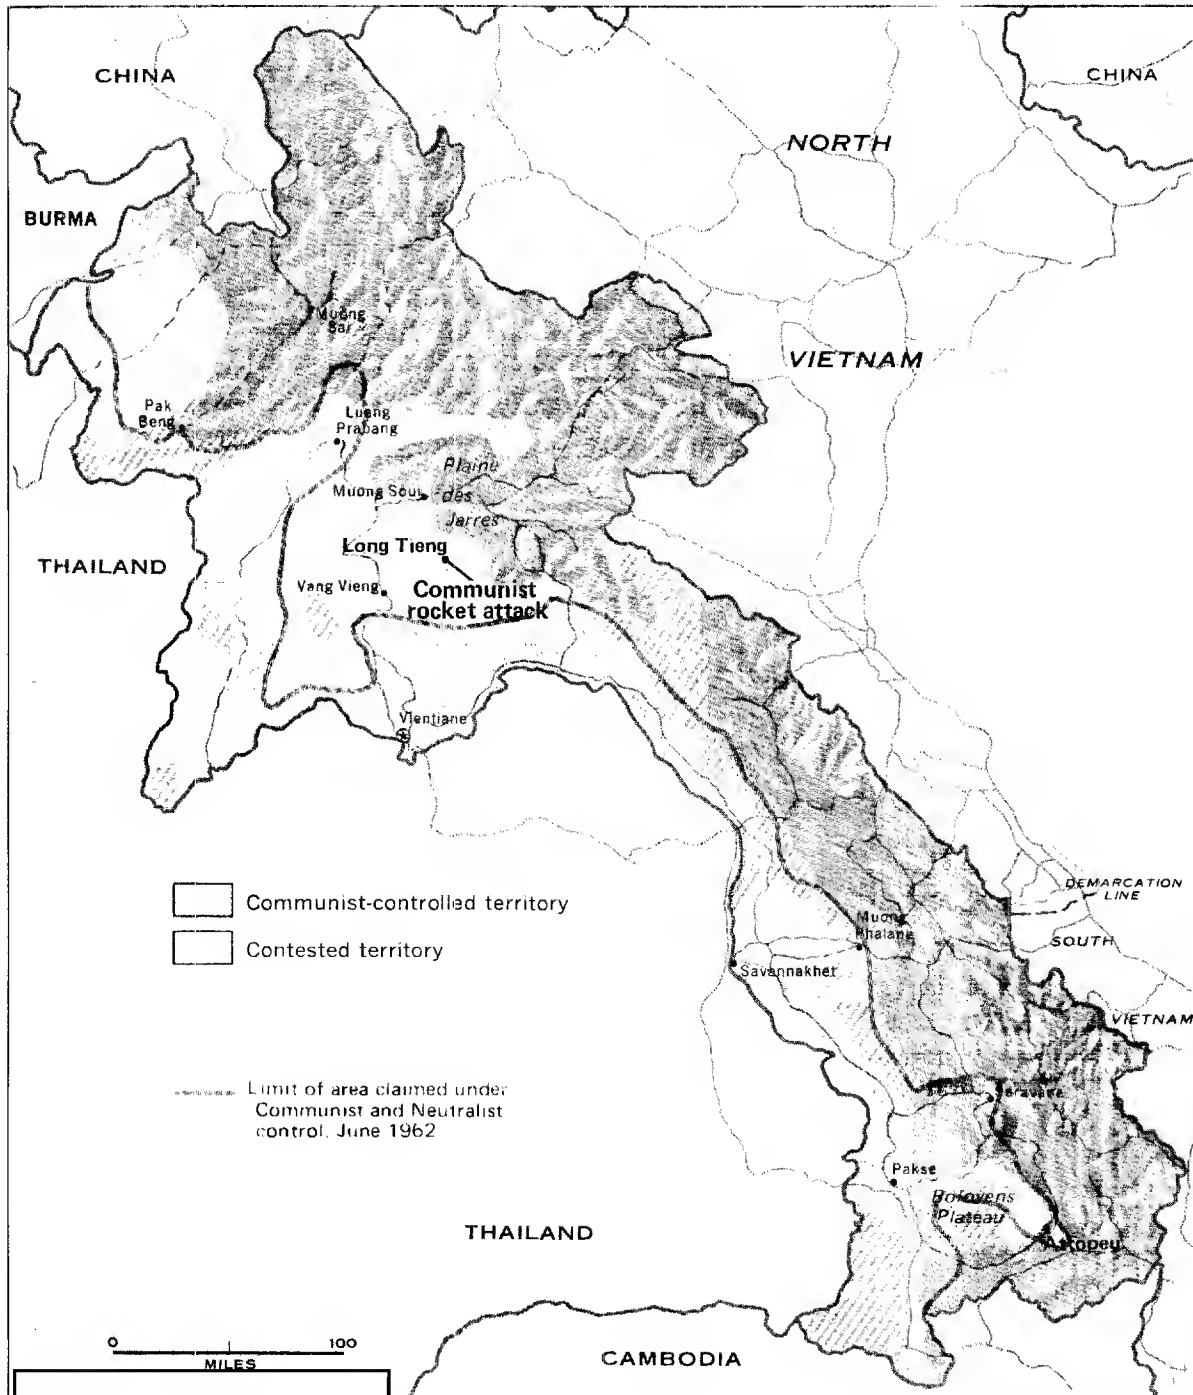 CHINA
CHINA
NORTH
BURMA
VIETNAM
Muong
Sai
Pak
Beng
Luang
Prabang
Plaine
des
Jarres
Muong Soui
Long Tieng
THAILAND
Vang Vieng
Communist
rocket attack
Vientiane
DEMARCATION
LINE
Communist-controlled territory
Muong
Phalang
SOUTH
Contested territory
Savannakhet
VIETNAM
Limit of area claimed under
Communist and Neutralist
control, June 1962
Saravane
Pakse
Bolovens
Plateau
THAILAND
Attopeu
0 100
MILES
CAMBODIA